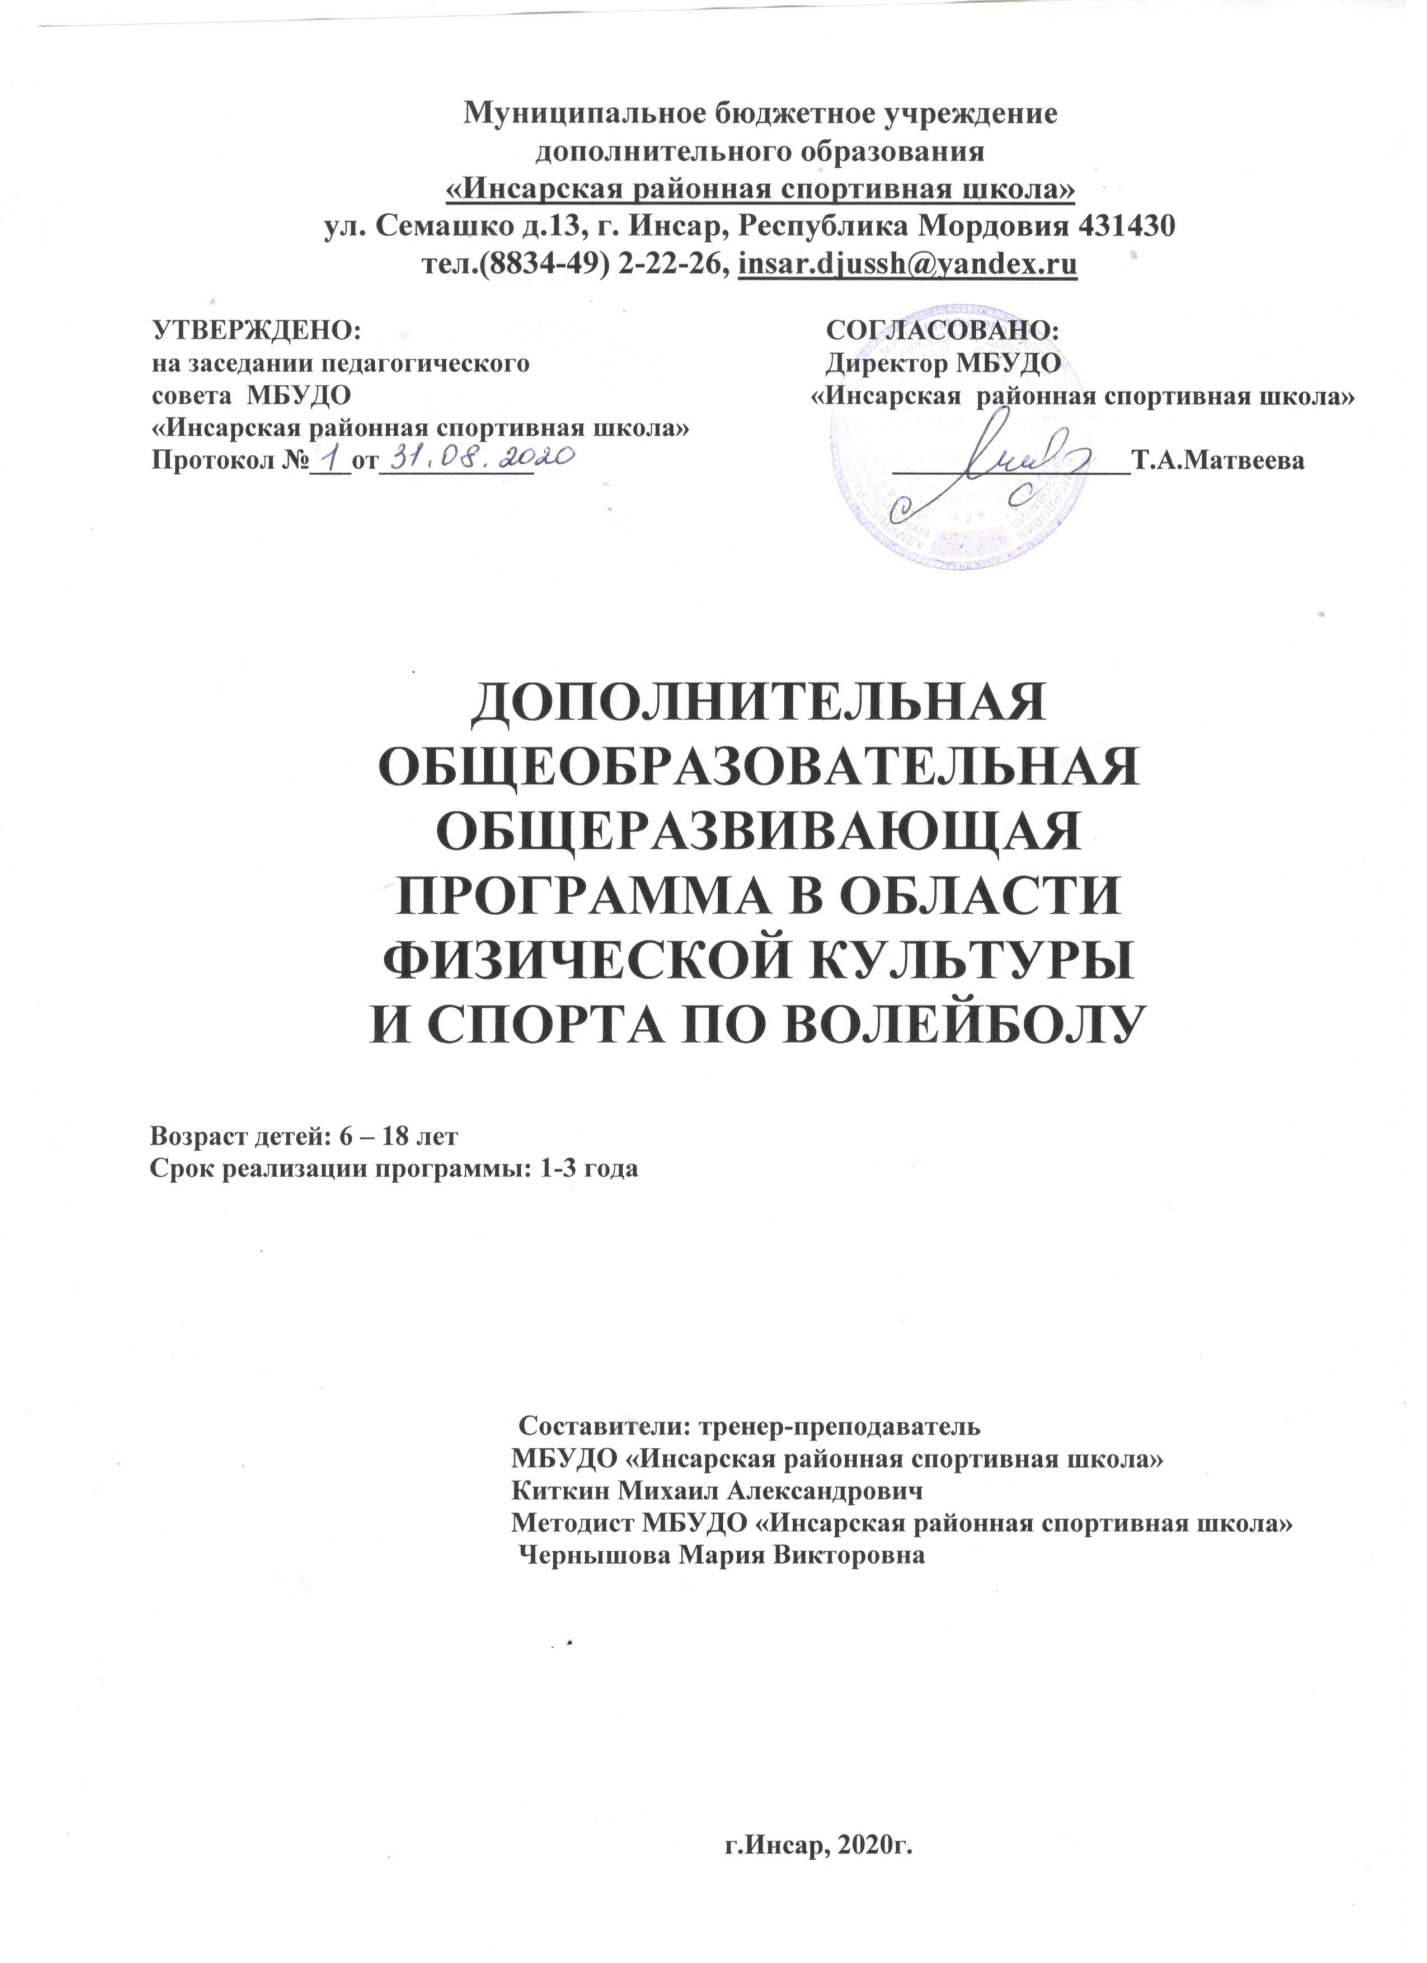 Муниципальное бюджетное учреждение
дополнительного образования
«Инсарская районная спортивная школа»
ул. Семашко д.13, г. Инсар, Республика Мордовия 431430
тел.(8834-49) 2-22-26, insar.djussh@yandex.ru
УТВЕРЖДЕНО:
на заседании педагогического
совета МБУДО
«Инсарская районная спортивная школа»
Протокол № 1 от 31.08.2020
СОГЛАСОВАНО:
Директор МБУДО
«Инсарская районная спортивная школа»
Т.А.Матвеева
ДОПОЛНИТЕЛЬНАЯ
ОБЩЕОБРАЗОВАТЕЛЬНАЯ
ОБЩЕРАЗВИВАЮЩАЯ
ПРОГРАММА В ОБЛАСТИ
ФИЗИЧЕСКОЙ КУЛЬТУРЫ
И СПОРТА ПО ВОЛЕЙБОЛУ
Возраст детей: 6 – 18 лет
Срок реализации программы: 1-3 года
Составители: тренер-преподаватель
МБУДО «Инсарская районная спортивная школа»
Киткин Михаил Александрович
Методист МБУДО «Инсарская районная спортивная школа»
Чернышова Мария Викторовна
г.Инсар, 2020г.